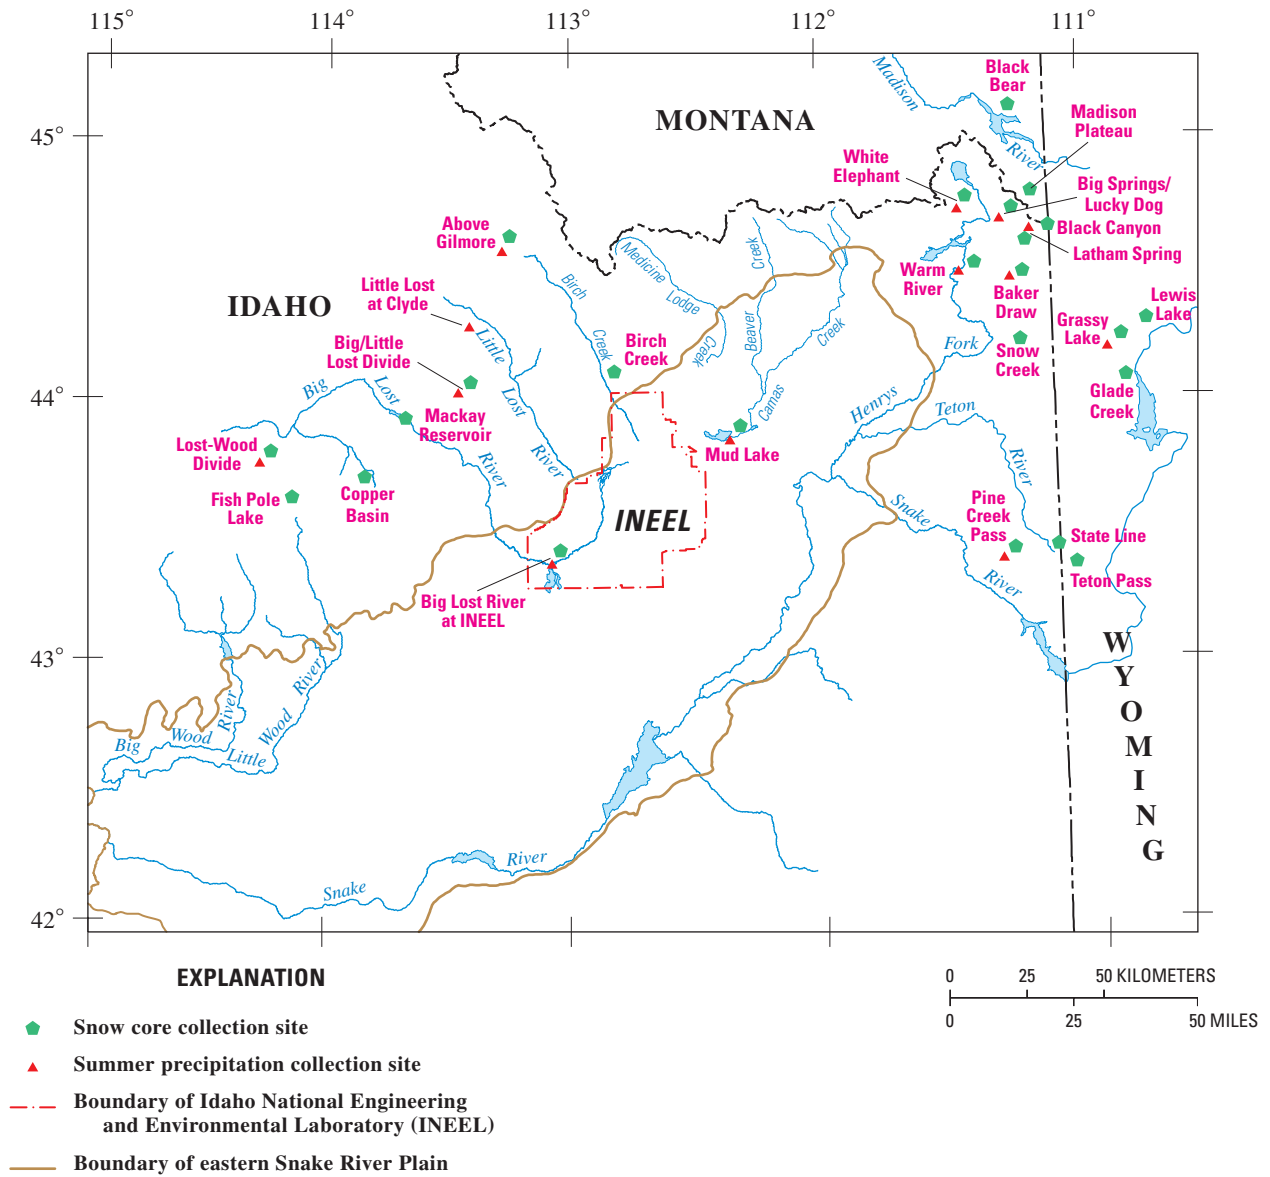 115°
114°
113°
112°
111°
45°
44°
43°
42°
MONTANA
IDAHO
WYOMING
INEEL
Madison
River
Black
Bear
Madison
Plateau
White
Elephant
Big Springs/
Lucky Dog
Black Canyon
Latham Spring
Above
Gilmore
Warm
River
Baker
Draw
Lewis
Lake
Grassy
Lake
Snow
Creek
Glade
Creek
Little Lost
at Clyde
Big/Little
Lost Divide
Birch
Creek
Mackay
Reservoir
Lost-Wood
Divide
Fish Pole
Lake
Copper
Basin
Mud Lake
Pine
Creek
Pass
State Line
Teton Pass
Big Lost River
at INEEL
Birch
Creek
Medicine
Lodge
Creek
Beaver
Creek
Camas
Creek
Little
Lost
River
Big
Lost
River
Henrys
Fork
Teton
River
Snake
River
Big
Wood
River
Little
Wood
River
Snake
River
EXPLANATION
Snow core collection site
Summer precipitation collection site
Boundary of Idaho National Engineering
and Environmental Laboratory (INEEL)
Boundary of eastern Snake River Plain
0 25 50 KILOMETERS
0 25 50 MILES